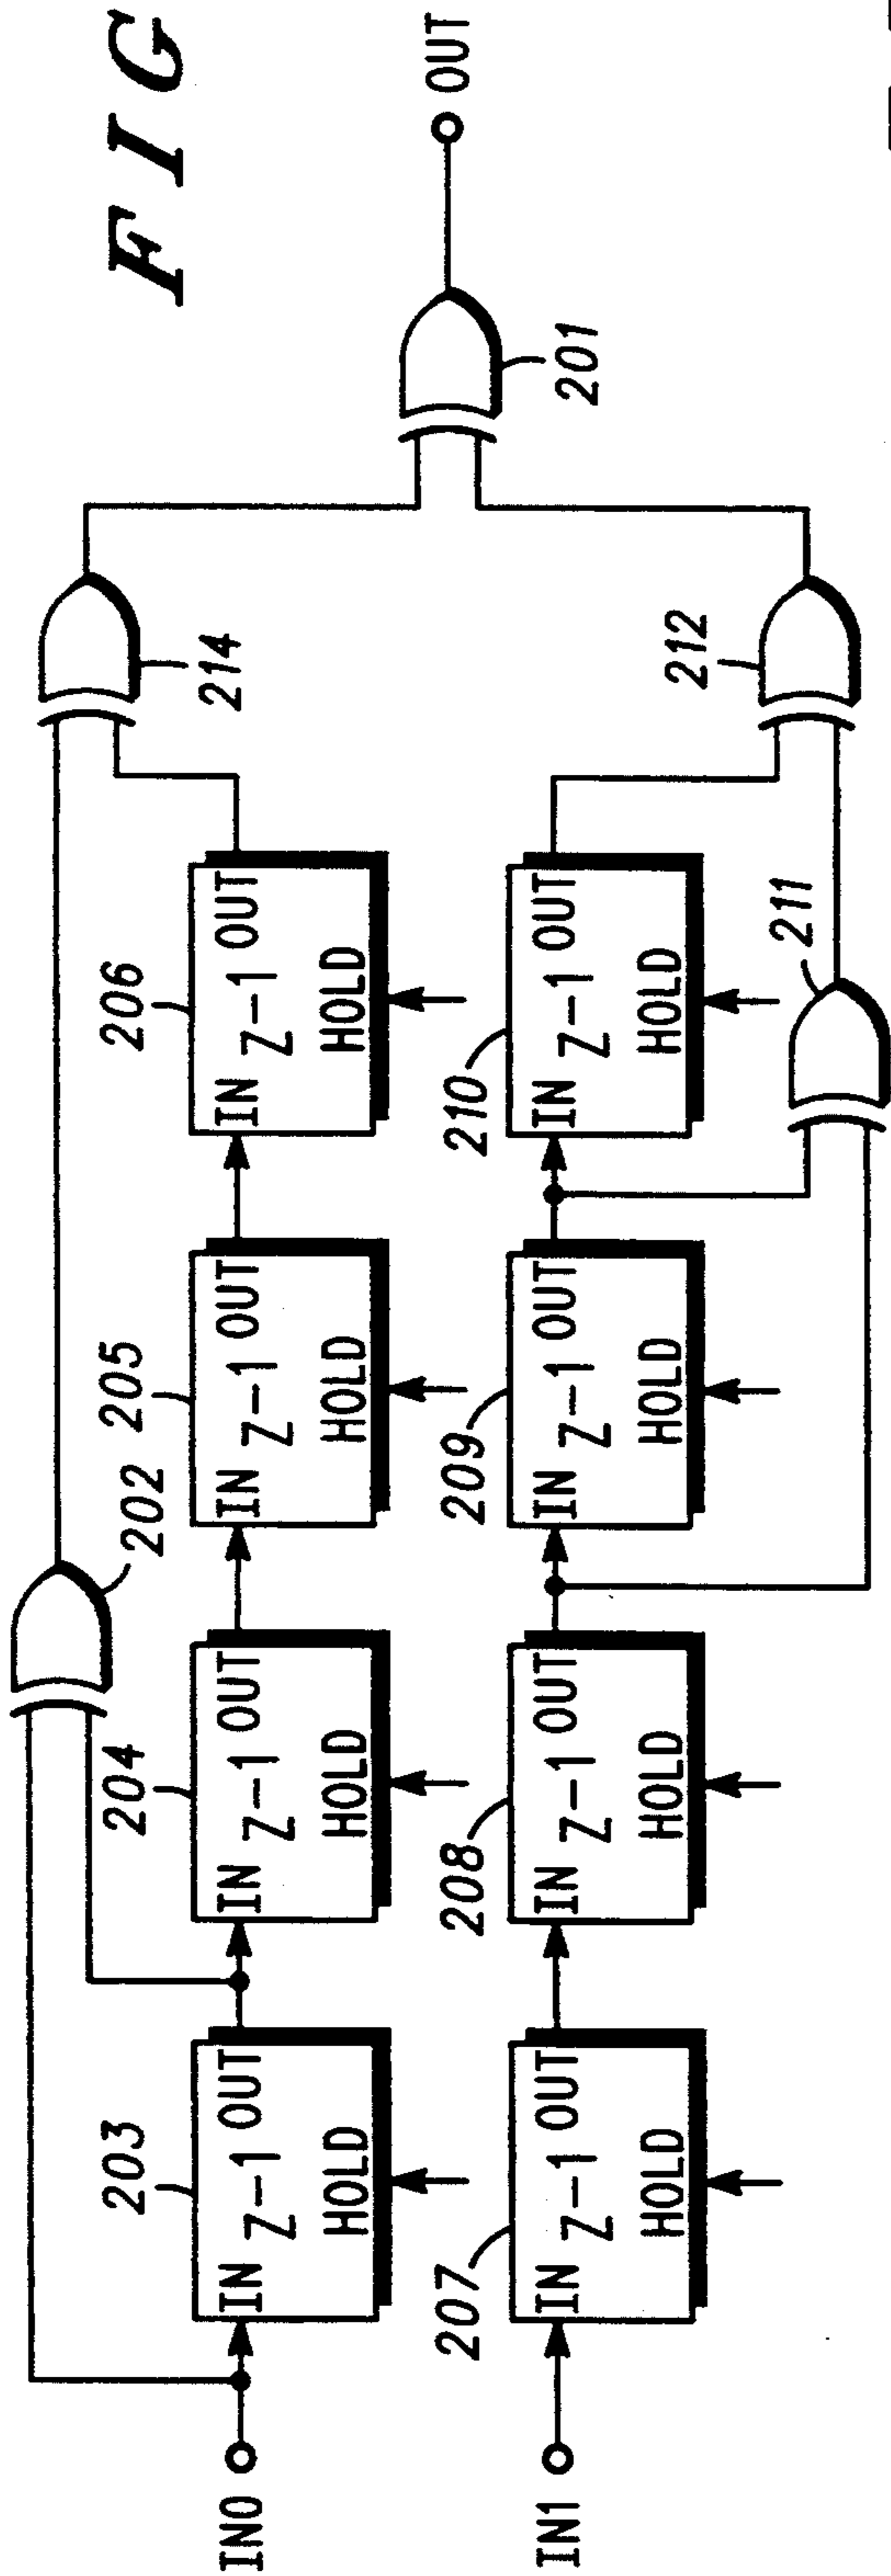 FIG
IN0
203
IN Z-1 OUT
HOLD
204
IN Z-1 OUT
HOLD
202
205
IN Z-1 OUT
HOLD
206
IN Z-1 OUT
HOLD
214
201
OUT
IN1
207
IN Z-1 OUT
HOLD
208
IN Z-1 OUT
HOLD
209
IN Z-1 OUT
HOLD
210
IN Z-1 OUT
HOLD
211
212